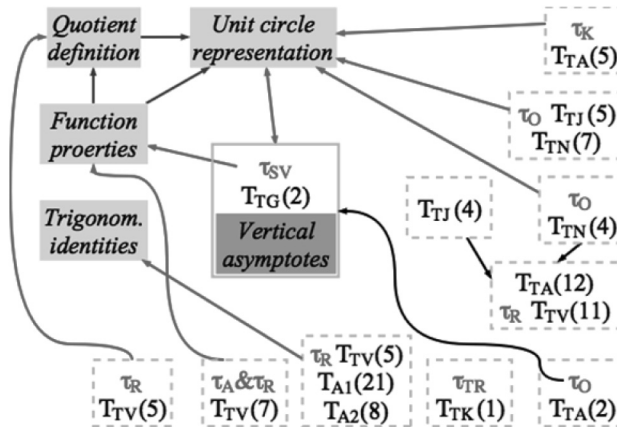 Quotient
definition
Unit circle
representation
τK
TTA(5)
τO TTJ(5)
TTN(7)
Function
proerties
τSV
TTG(2)
Vertical
asymptotes
TTJ(4)
τO
TTN(4)
Trigonom.
identities
TTA(12)
τR TTV(11)
τR
TTV(5)
τA&τR
TTV(7)
τR TTV(5)
TA1(21)
TA2(8)
τTR
TTK(1)
τO
TTA(2)